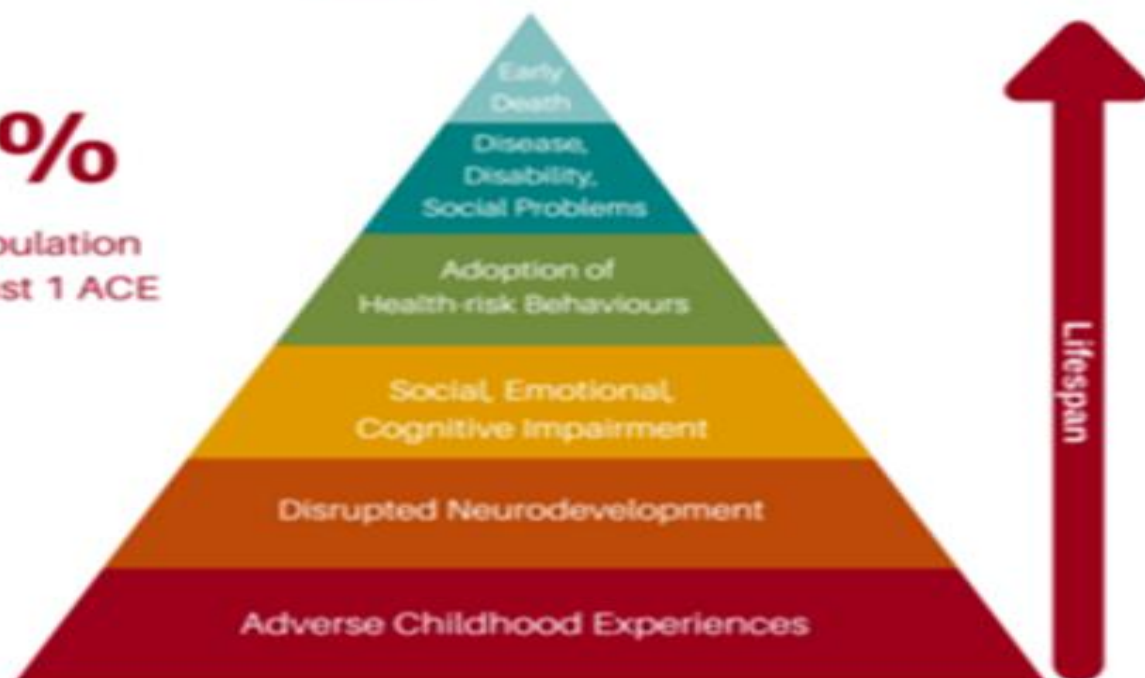 %
st 1 ACE
Early
Death
Disease,
Disability,
Social Problems
Adoption of
Health-risk Behaviours
Social, Emotional,
Cognitive Impairment
Disrupted Neurodevelopment
Adverse Childhood Experiences
Lifespan